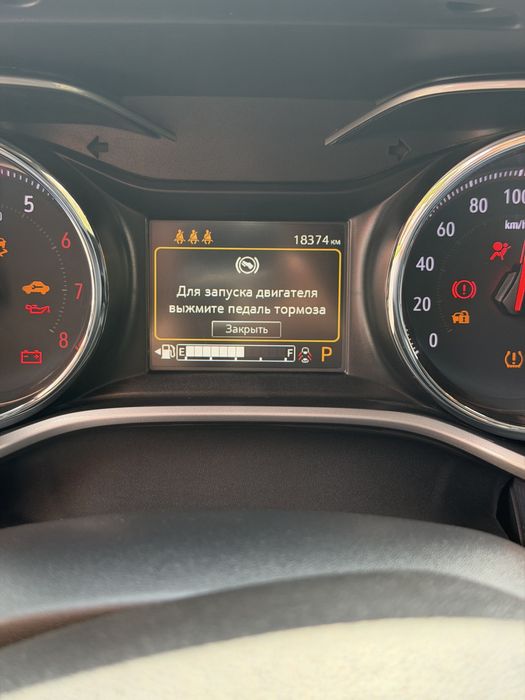 5
6
7
8
18374 км
Для запуска двигателя
выжмите педаль тормоза
Закрыть
E F
P
100
80
60
40
20
0
km/h